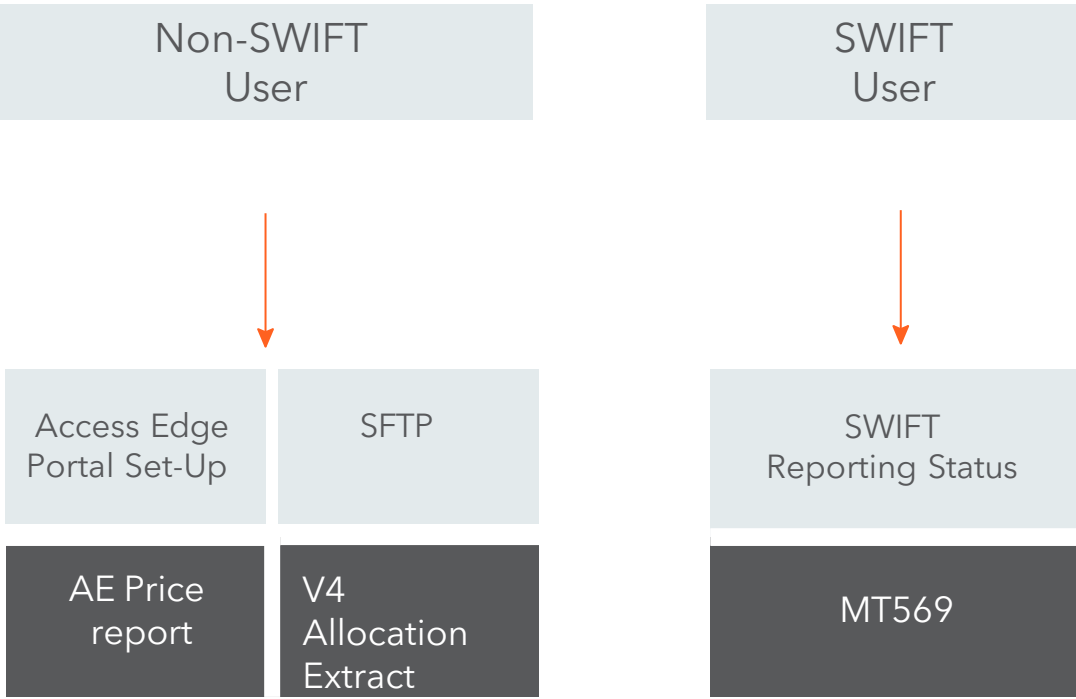 Non-SWIFT
User
SWIFT
User
Access Edge
Portal Set-Up
SFTP
SWIFT
Reporting Status
AE Price
report
V4
Allocation
Extract
MT569